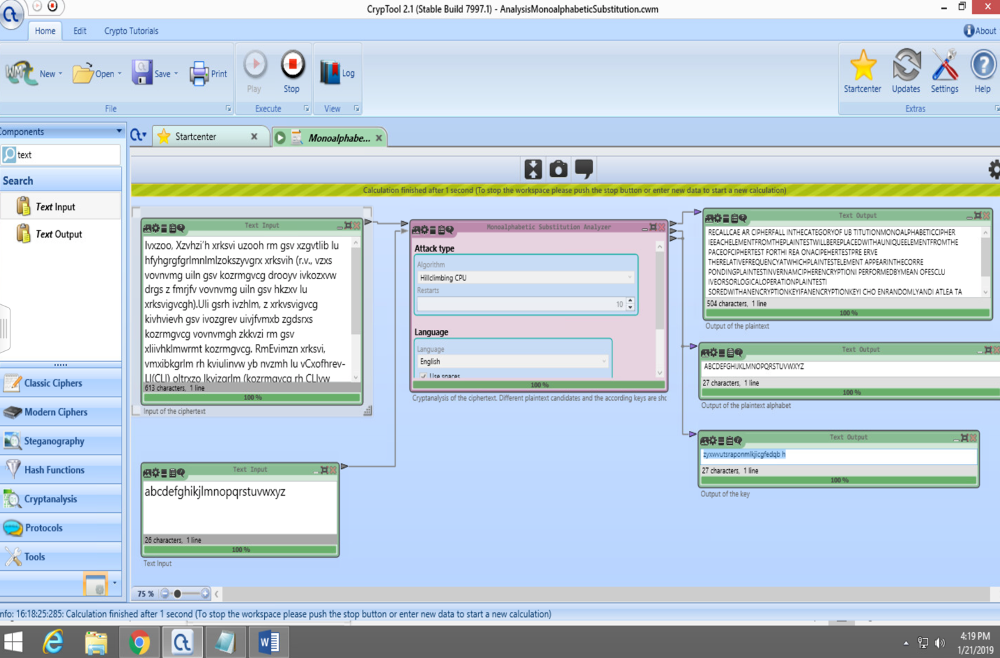 CrypTool 2.1 (Stable Build 7997.1) - AnalysisMonoalphabeticSubstitution.cwm
Home Edit Crypto Tutorials About
New Open Save Print Play Stop Log Startcenter Updates Settings Help
File Execute View Extras
Components
Startcenter Monoalphabe...
text
Search
Text Input
Text Output
Calculation finished after 1 second (To stop the workspace please push the stop button or enter new data to start a new calculation)
Text Input
Ivxzoo, Xzvhzi'h xrksvi uzooh rm gsv xzgvtlib lu
hfyhgrgfgrlmnlmlzokszyvgrx xrksvih (r.v., vzxs
vovnvmg uiln gsv kozrmgvcg drooyv ivkozxvw
drgs z fmrjfv vovnvmg uiln gsv hkzxv lu
xrksvigvcgh).Uli gsrh ivzhlm, z xrkvsvigvcg
kivhvievh gsv ivozgrev uivjfvmxb zgdsrxs
kozrmgvcg vovnvmgh zkkvzi rm gsv
xliivhklmwrmt kozrmgvcg. RmEvimzn xrksvi,
vmxibkgrlm rh kviulinvw yb nvzmh lu vCxofhrev-
LI(CLI) oltrxzo lkvizgrlm (kozrmgvcg rh CLIvw
613 characters, 1 line
100 %
Input of the ciphertext
Monoalphabetic Substitution Analyzer
Attack type
Algorithm
Hillclimbing CPU
Restarts
10
Language
Language
English
Use spaces
100 %
Cryptanalysis of the ciphertext. Different plaintext candidates and the according keys are sho
Text Output
RECALLCAE AR CIPHERFALL INTHECATEGORYOF UB TITUTIONMONOALPHABETICCIPHER
IEEACHELEMENTFROMTHEPLAINTESTWILLBEREPLACEDWITHAUNIQUEELEMENTFROMTHE
PACEOFCIPHERTEST FORTHI REA ONACIPEHERTESTPRE ERVE
THERELATIVEFREQUENCYATWHICHPLAINTESTELEMENT APPEARINTHECORRE
PONDINGPLAINTESTINVERNAMCIPHERENCRYPTIONI PERFORMEDBYMEAN OFESCLU
IVEORSORLOGICALOPERATIONPLAINTESTI
SOREDWITHANENCRYPTIONKEYIFANENCRYPTIONKEYI CHO ENRANDOMLYANDI ATLEA TA
504 characters, 1 line
100 %
Output of the plaintext
Text Output
ABCDEFGHIJKLMNOPQRSTUVWXYZ
27 characters, 1 line
100 %
Output of the plaintext alphabet
Text Output
27 characters, 1 line
100 %
Output of the key
Text Input
abcdefghikjlmnopqrstuvwxyz
26 characters, 1 line
100 %
Text Input
Classic Ciphers
Modern Ciphers
Steganography
Hash Functions
Cryptanalysis
Protocols
Tools
75 %
nfo: 16:18:25:285: Calculation finished after 1 second (To stop the workspace please push the stop button or enter new data to start a new calculation)
4:19 PM
1/21/2019